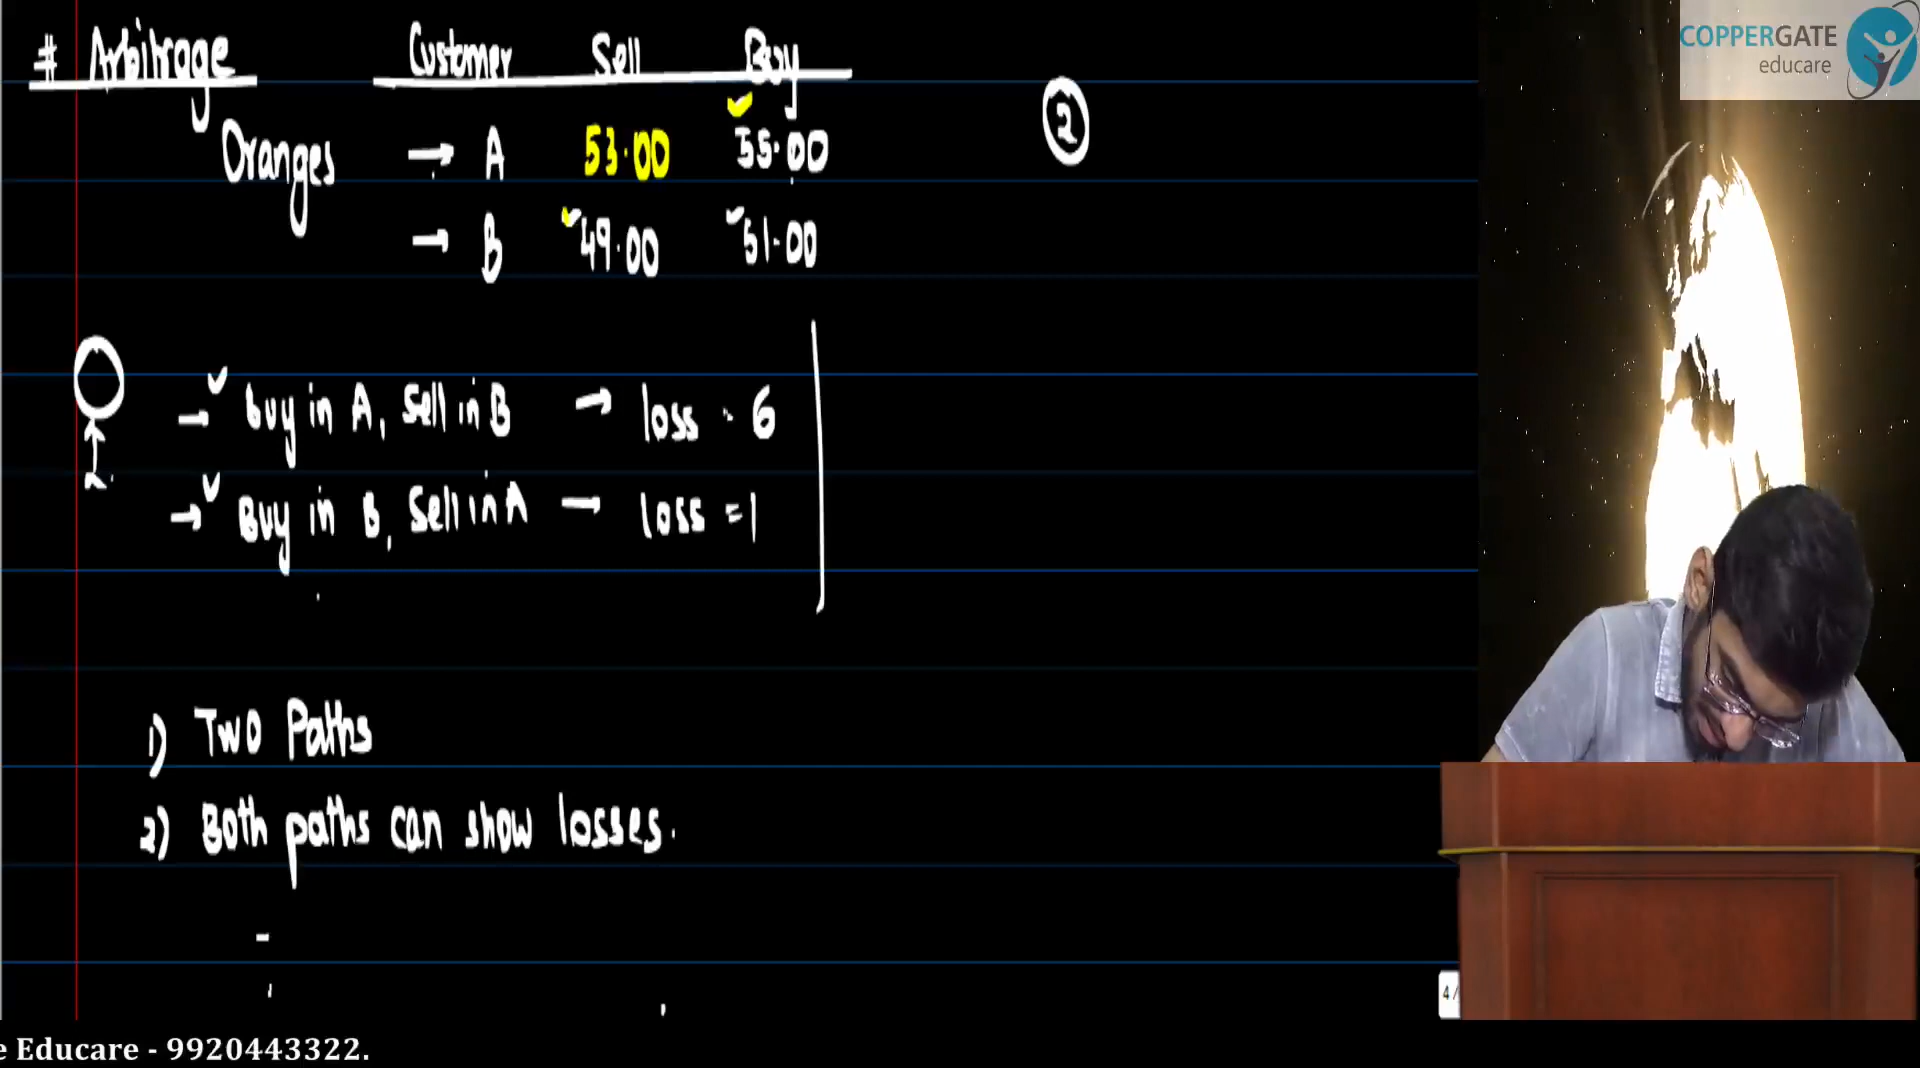 # Arbitrage Customer Sell Buy
Oranges → A 53.00 55.00
→ B 49.00 51.00
②
→ buy in A, sell in B → loss - 6
→ Buy in B, sell in A – loss = 1
1) Two Paths
2) Both paths can show losses.
COPPERGATE
educare
4/
e Educare - 9920443322.